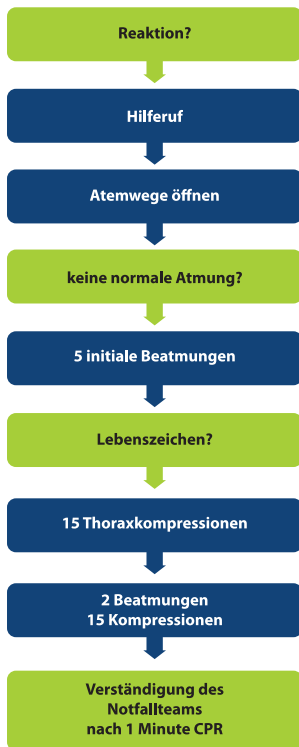 Reaktion?
Hilferuf
Atemwege öffnen
keine normale Atmung?
5 initiale Beatmungen
Lebenszeichen?
15 Thoraxkompressionen
2 Beatmungen
15 Kompressionen
Verständigung des
Notfallteams
nach 1 Minute CPR